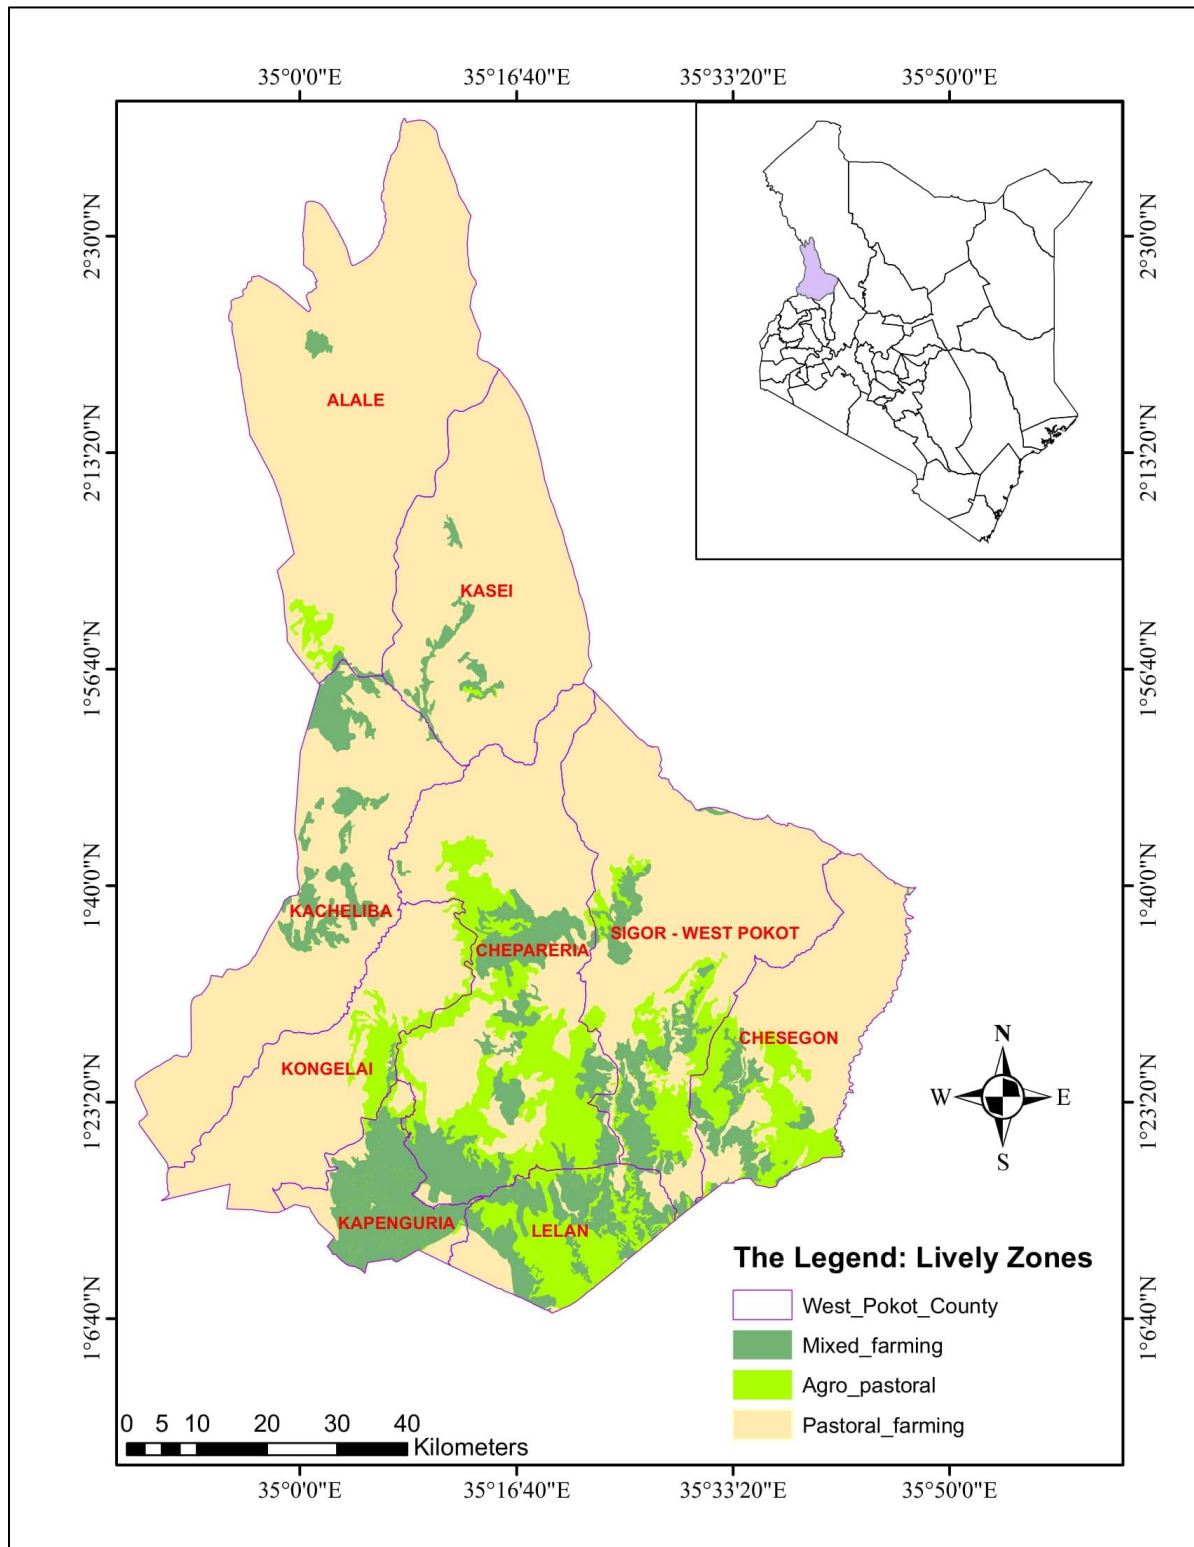 35°0'0"E 35°16'40"E 35°33'20"E 35°50'0"E
2°30'0"N
2°30'0"N
ALALE
2°13'20"N
2°13'20"N
KASEI
1°56'40"N
1°56'40"N
1°40'0"N
1°40'0"N
KACHELIBA
SIGOR - WEST POKOT
CHEPARERIA
CHESEGON
KONGELAI
1°23'20"N
1°23'20"N
N
W E
S
KAPENGURIA
LELAN
The Legend: Lively Zones
West_Pokot_County
Mixed_farming
Agro_pastoral
Pastoral_farming
1°6'40"N
1°6'40"N
0 5 10 20 30 40
Kilometers
35°0'0"E 35°16'40"E 35°33'20"E 35°50'0"E